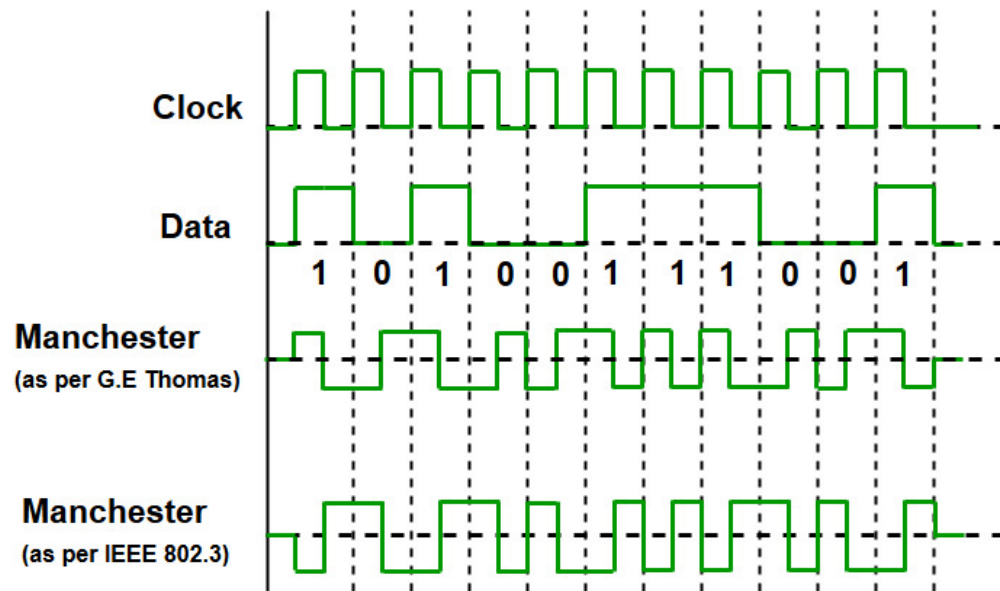 Clock
Data
1 0 1 0 0 1 1 1 0 0 1
Manchester
(as per G.E Thomas)
Manchester
(as per IEEE 802.3)